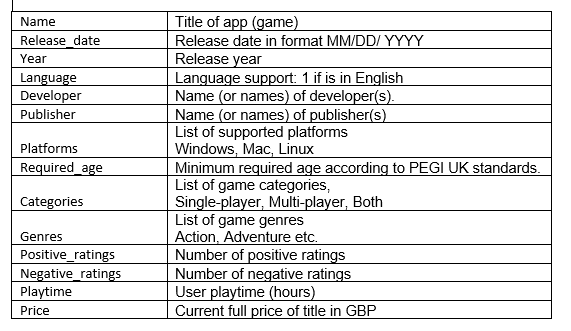 Name Title of app (game)
Release_date Release date in format MM/DD/ YYYY
Year Release year
Language Language support: 1 if is in English
Developer Name (or names) of developer(s).
Publisher Name (or names) of publisher(s)
List of supported platforms
Platforms Windows, Mac, Linux
Required_age Minimum required age according to PEGI UK standards.
List of game categories,
Categories Single-player, Multi-player, Both
List of game genres
Genres Action, Adventure etc.
Positive_ratings Number of positive ratings
Negative_ratings Number of negative ratings
Playtime User playtime (hours)
Price Current full price of title in GBP